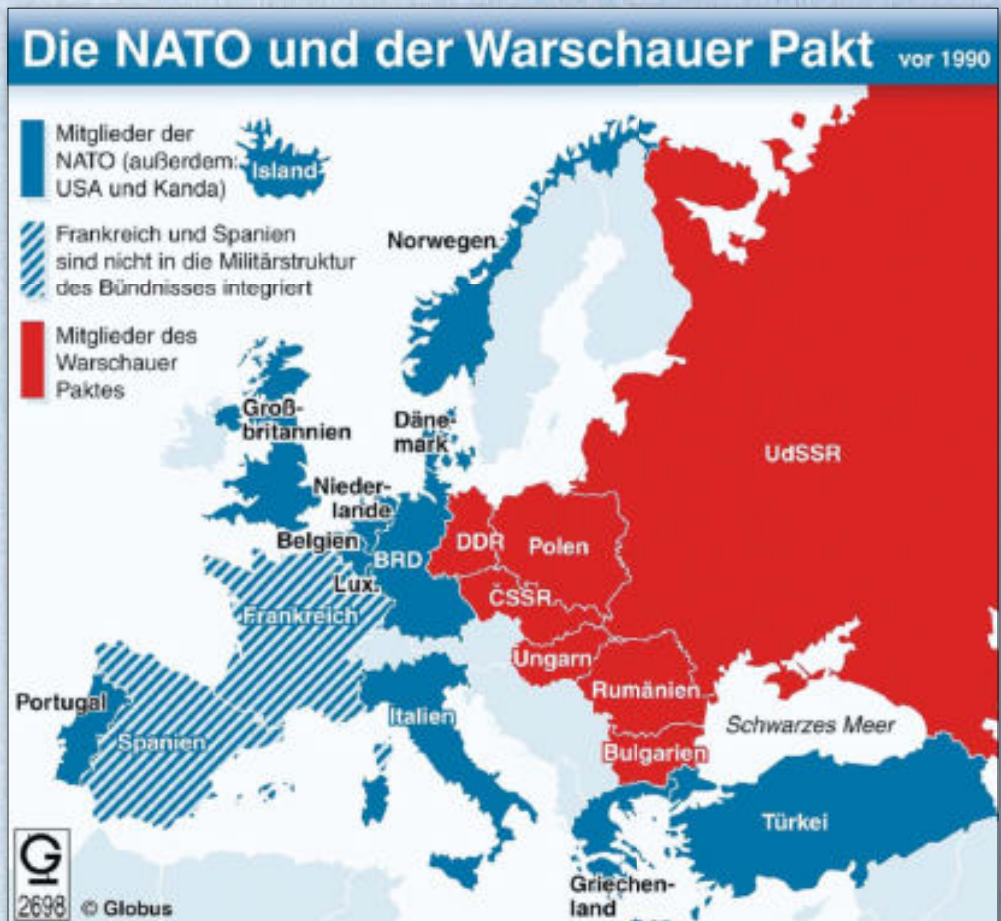 Die NATO und der Warschauer Pakt vor 1990
Mitglieder der
NATO (außerdem:
USA und Kanda)
Frankreich und Spanien
sind nicht in die Militärstruktur
des Bündnisses integriert
Mitglieder des
Warschauer
Paktes
Island
Norwegen
Groß-
britannien
Däne-
mark
UdSSR
Nieder-
lande
Belgien
BRD
DDR
Polen
Lux.
ČSSR
Frankreich
Ungarn
Rumänien
Portugal
Italien
Schwarzes Meer
Spanien
Bulgarien
Türkei
Griechen-
land
G
2698
© Globus